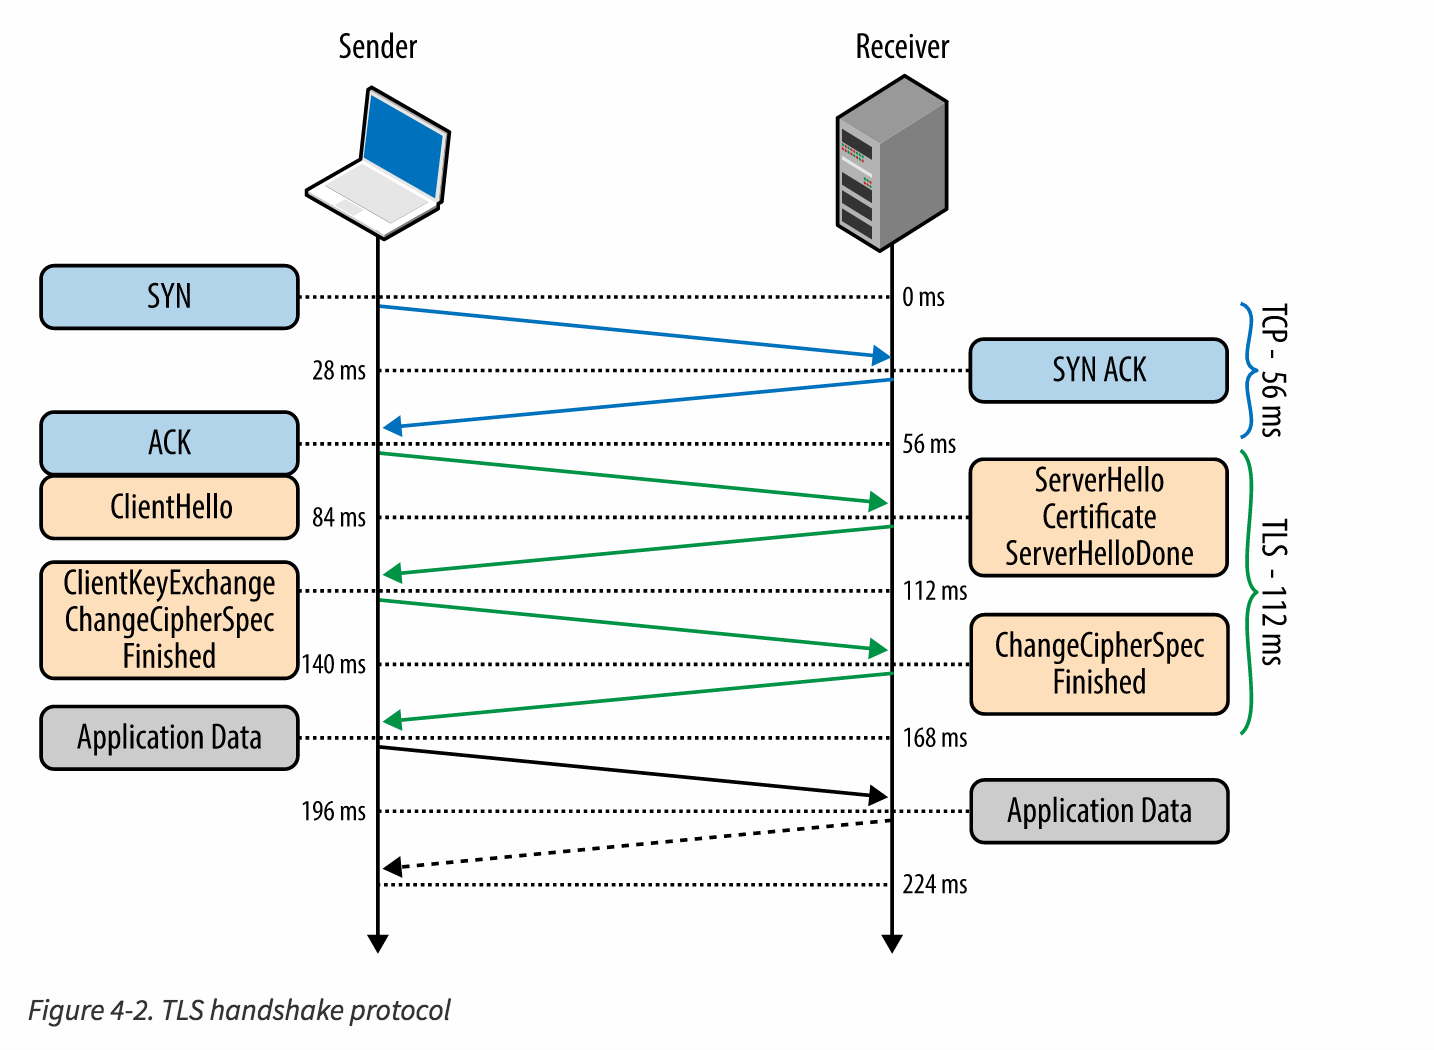 Sender
Receiver
SYN
0 ms
28 ms
SYN ACK
TCP - 56 ms
ACK
56 ms
ClientHello
84 ms
ServerHello
Certificate
ServerHelloDone
TLS - 112 ms
ClientKeyExchange
ChangeCipherSpec
Finished
112 ms
140 ms
ChangeCipherSpec
Finished
Application Data
168 ms
196 ms
Application Data
224 ms
Figure 4-2. TLS handshake protocol